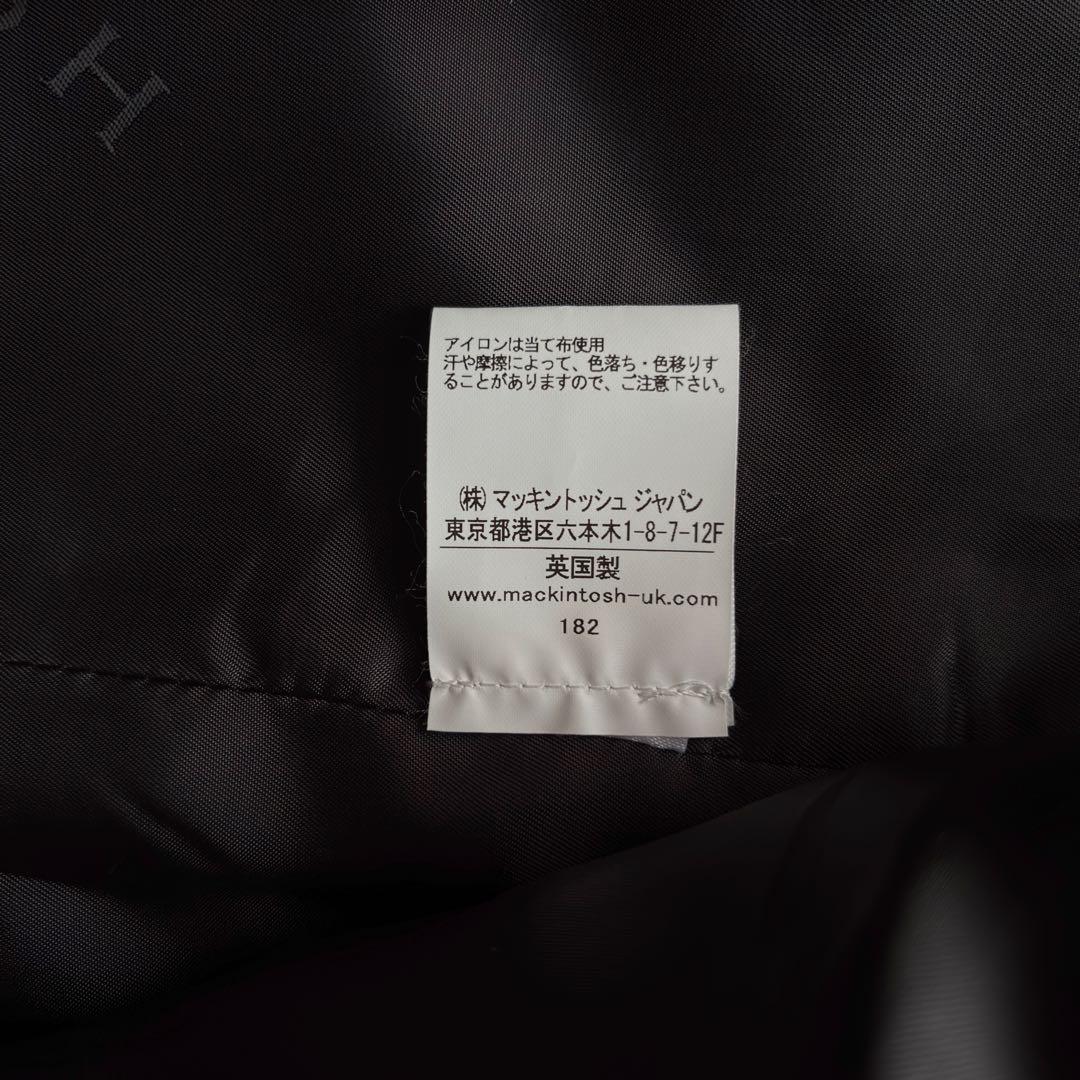 SH
アイロンは当て布使用
汗や摩擦によって、色落ち・色移りす
ることがありますので、ご注意下さい。
㈱ マッキントッシュ ジャパン
東京都港区六本木1-8-7-12F
英国製
www.mackintosh-uk.com
182